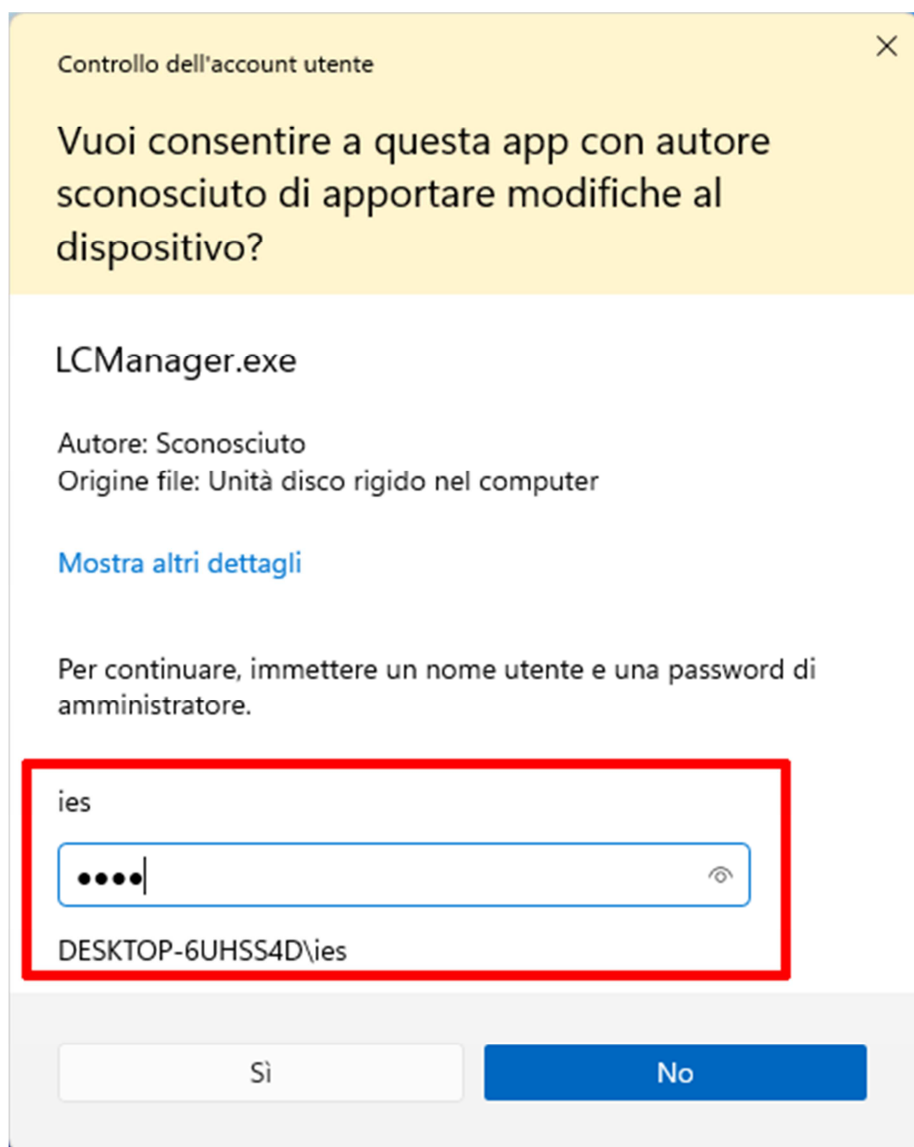 Controllo dell'account utente
Vuoi consentire a questa app con autore
sconosciuto di apportare modifiche al
dispositivo?
LCManager.exe
Autore: Sconosciuto
Origine file: Unità disco rigido nel computer
Mostra altri dettagli
Per continuare, immettere un nome utente e una password di
amministratore.
ies
••••
DESKTOP-6UHSS4D\ies
Sì
No